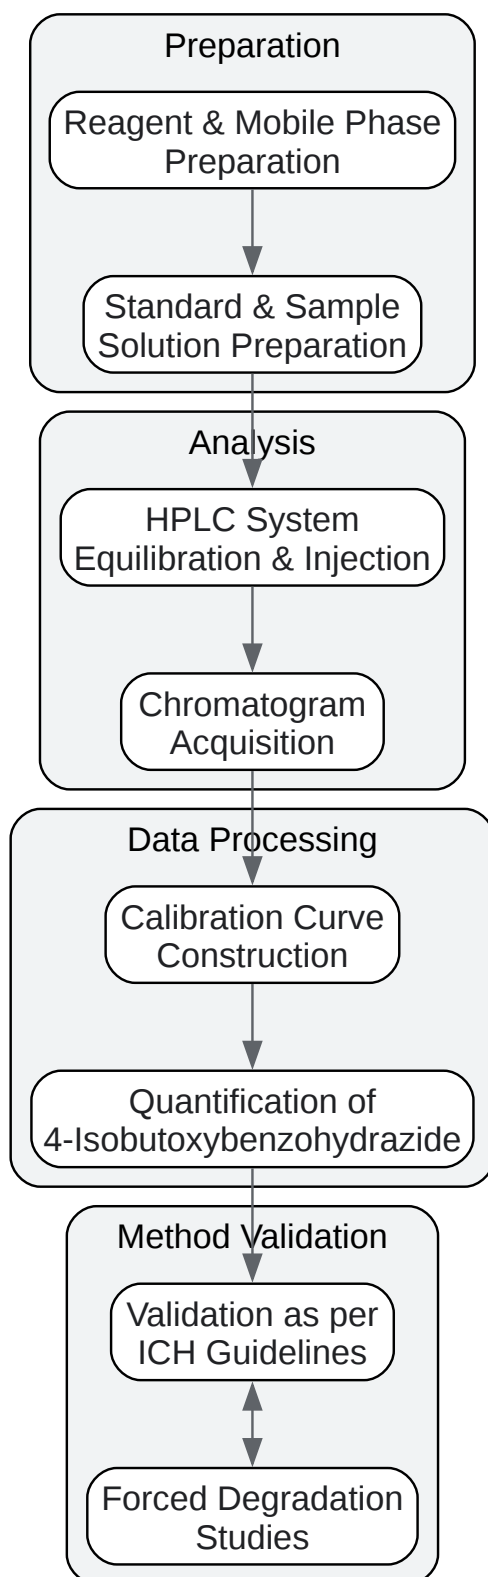 Preparation
Reagent & Mobile Phase
Preparation
Standard & Sample
Solution Preparation
Analysis
HPLC System
Equilibration & Injection
Chromatogram
Acquisition
Data Processing
Calibration Curve
Construction
Quantification of
4-Isobutoxybenzohydrazide
Method Validation
Validation as per
ICH Guidelines
Forced Degradation
Studies